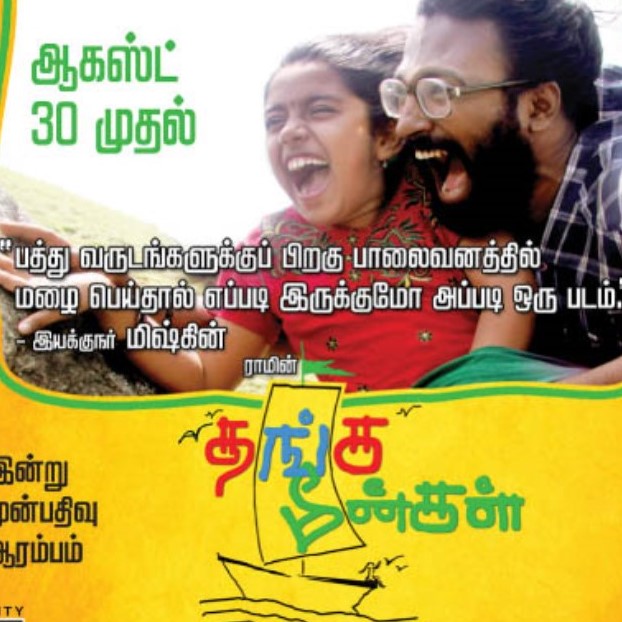 ஆகஸ்ட்
30 முதல்
"பத்து வருடங்களுக்குப் பிறகு பாலைவனத்தில்
மழை பெய்தால் எப்படி இருக்குமோ அப்படி ஒரு படம்."
- இயக்குநர் மிஷ்கின்
ராமின்
தங்க
மீன்கள்
இன்று
முன்பதிவு
ஆரம்பம்
ITY